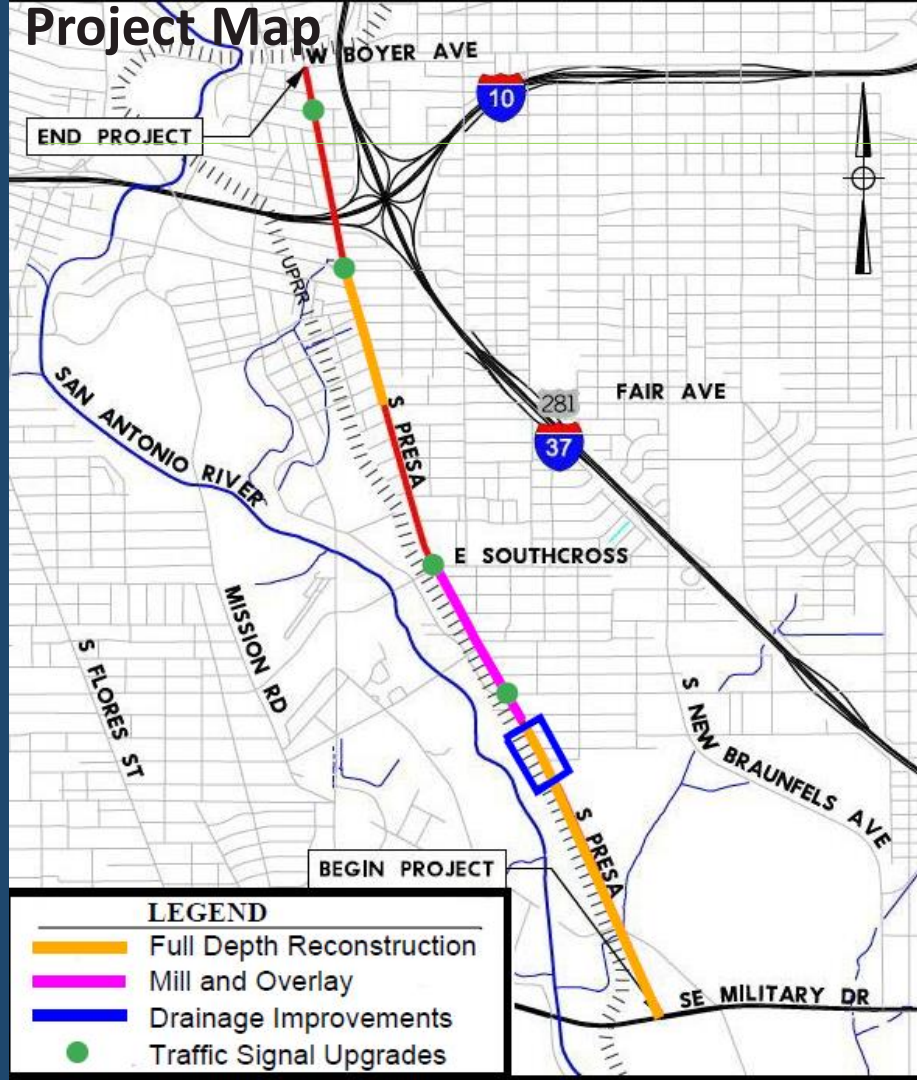 Project Map
W BOYER AVE
10
END PROJECT
UPRR
281
FAIR AVE
37
S PRESA
SAN ANTONIO RIVER
E SOUTHCROSS
MISSION RD
S FLORES ST
S NEW BRAUNFELS AVE
S PRESA
BEGIN PROJECT
SE MILITARY DR
LEGEND
Full Depth Reconstruction
Mill and Overlay
Drainage Improvements
Traffic Signal Upgrades